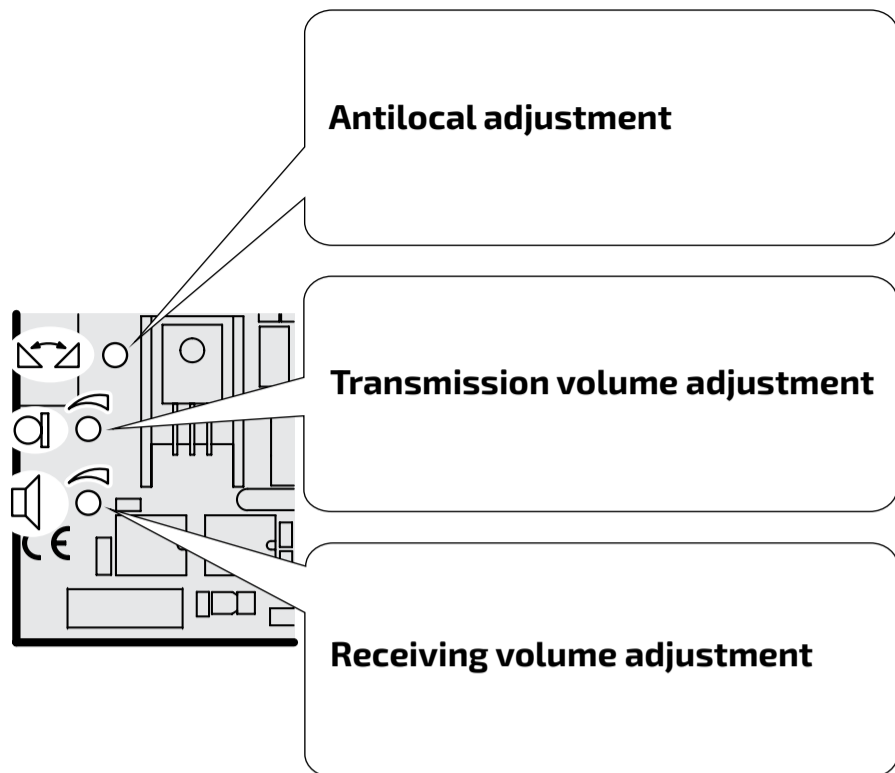 Antilocal adjustment
Transmission volume adjustment
CE
Receiving volume adjustment